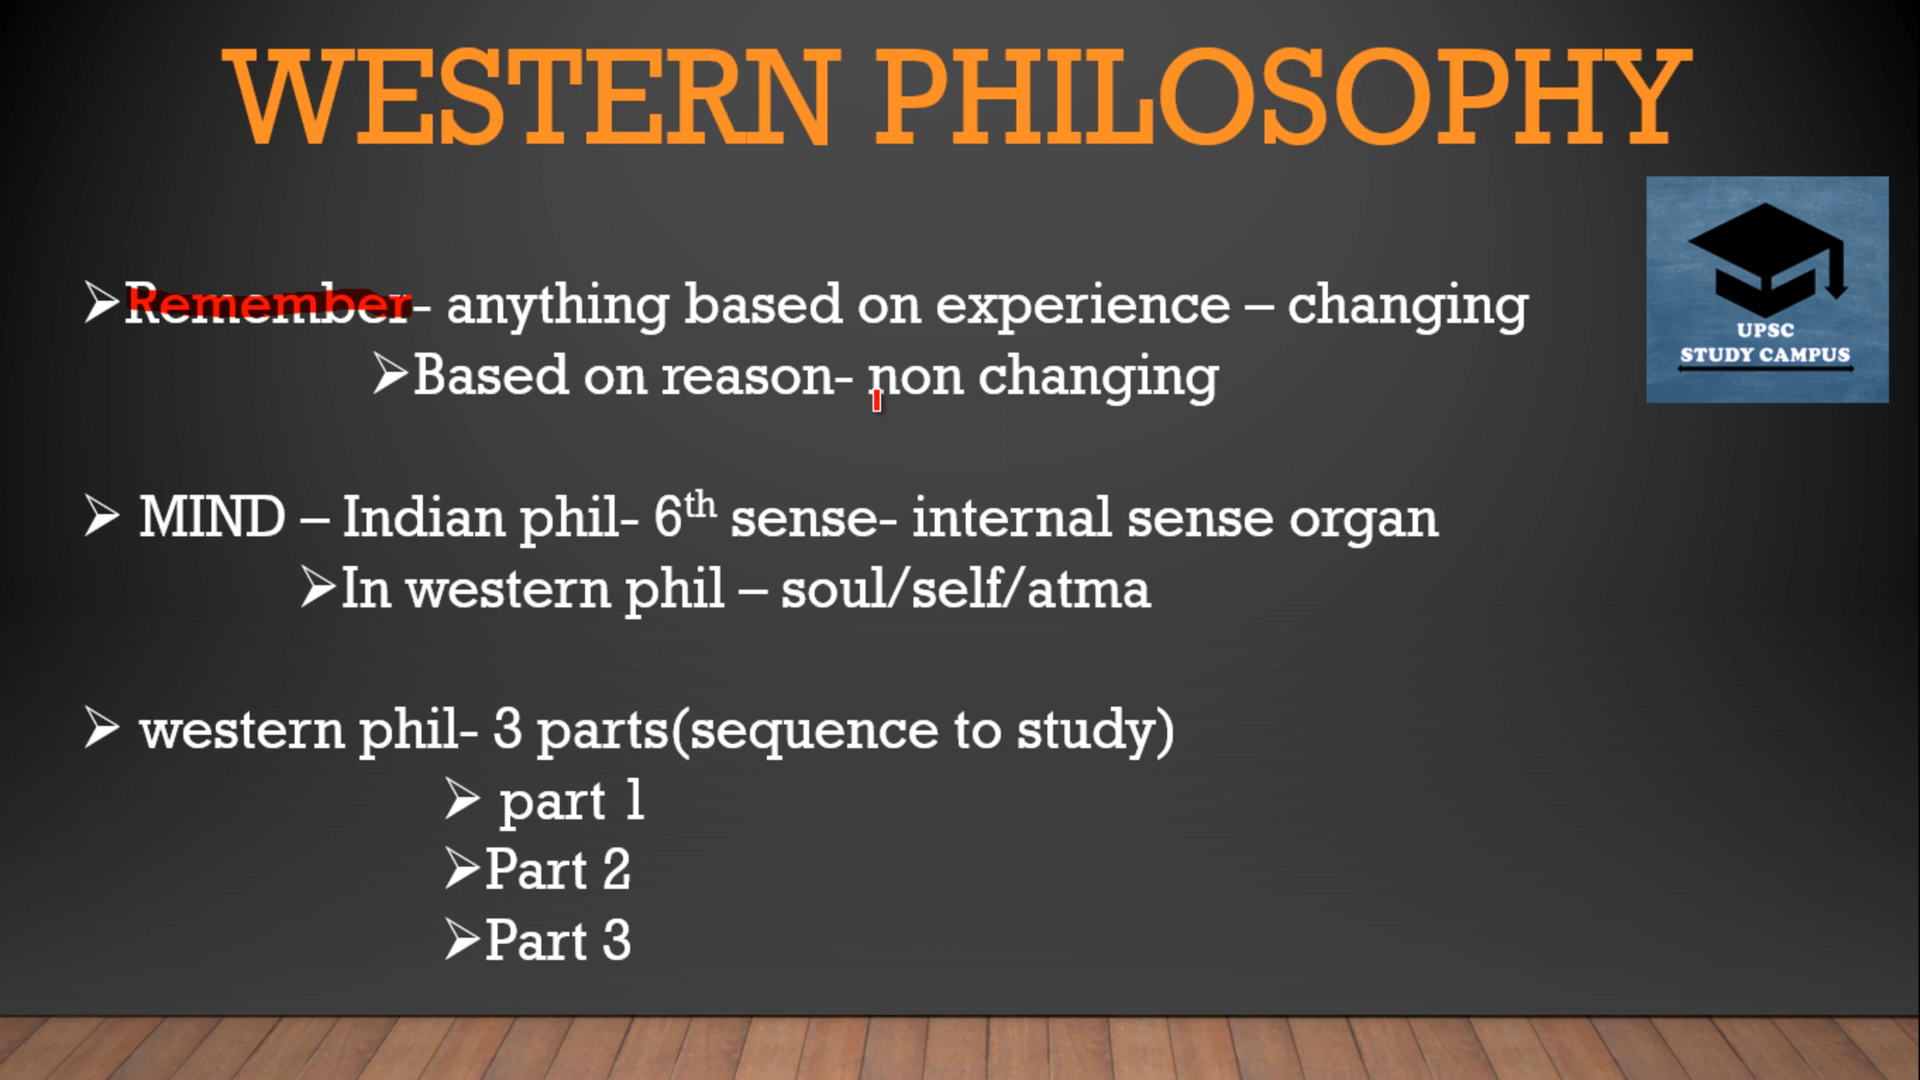 WESTERN PHILOSOPHY
➢Remember- anything based on experience – changing
➢Based on reason- non changing
➢ MIND – Indian phil- 6th sense- internal sense organ
➢In western phil – soul/self/atma
➢ western phil- 3 parts(sequence to study)
➢ part 1
➢Part 2
➢Part 3
UPSC
STUDY CAMPUS